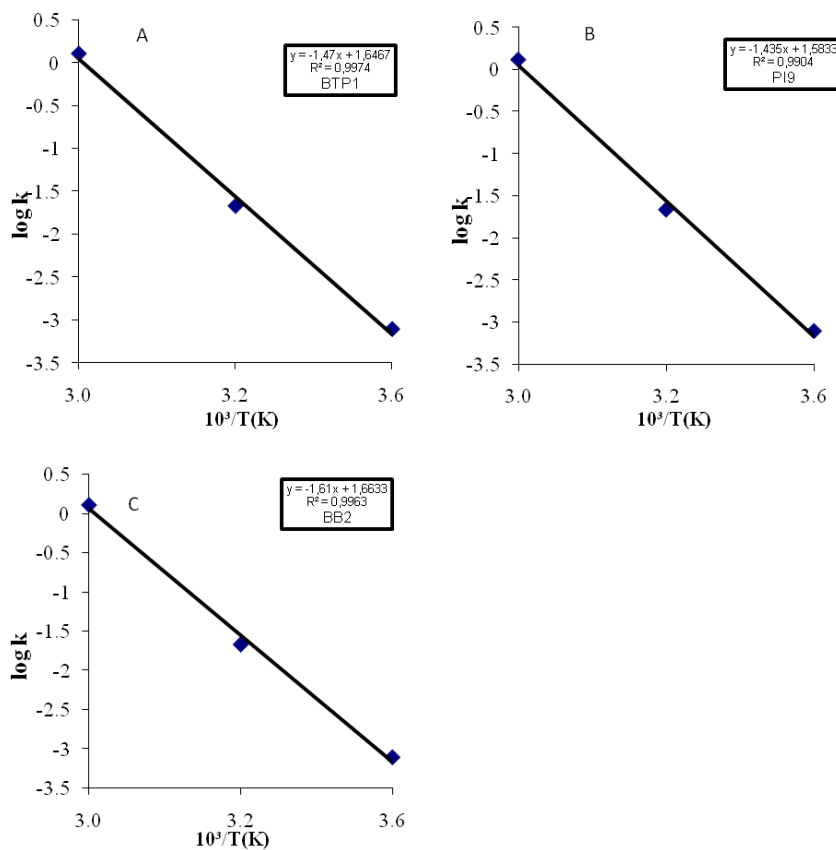 A
y = -1,47x + 1,6467
R² = 0,9974
BTP1
0.5
0
-0.5
-1
-1.5
-2
-2.5
-3
-3.5
log k
3.0
3.2
3.6
10³/T(K)
B
y = -1,435x + 1,5833
R² = 0,9904
PI9
0.5
0
-0.5
-1
-1.5
-2
-2.5
-3
-3.5
log k
3.0
3.2
3.6
10³/T(K)
C
y = -1,61x + 1,6633
R² = 0,9963
BB2
0.5
0
-0.5
-1
-1.5
-2
-2.5
-3
-3.5
log k
3.0
3.2
3.6
10³/T(K)